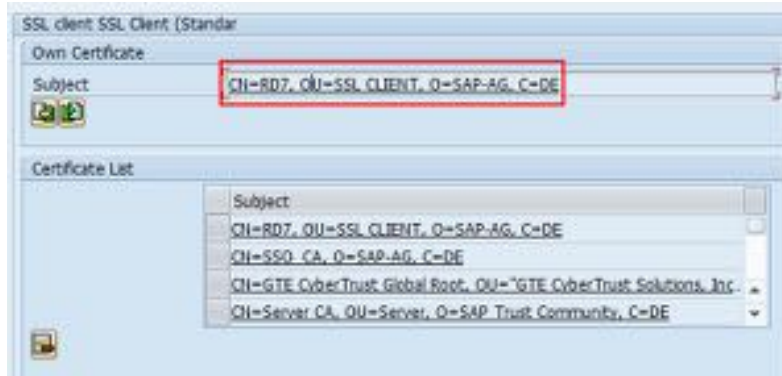 SSL client SSL Client (Standar
Own Certificate
Subject
CN=RD7, OU=SSL CLIENT, O=SAP-AG, C=DE
Certificate List
Subject
CN=RD7, OU=SSL CLIENT, O=SAP-AG, C=DE
CN=SSO_CA, O=SAP-AG, C=DE
CN=GTE CyberTrust Global Root, OU="GTE CyberTrust Solutions, Inc.
CN=Server CA, OU=Server, O=SAP Trust Community, C=DE